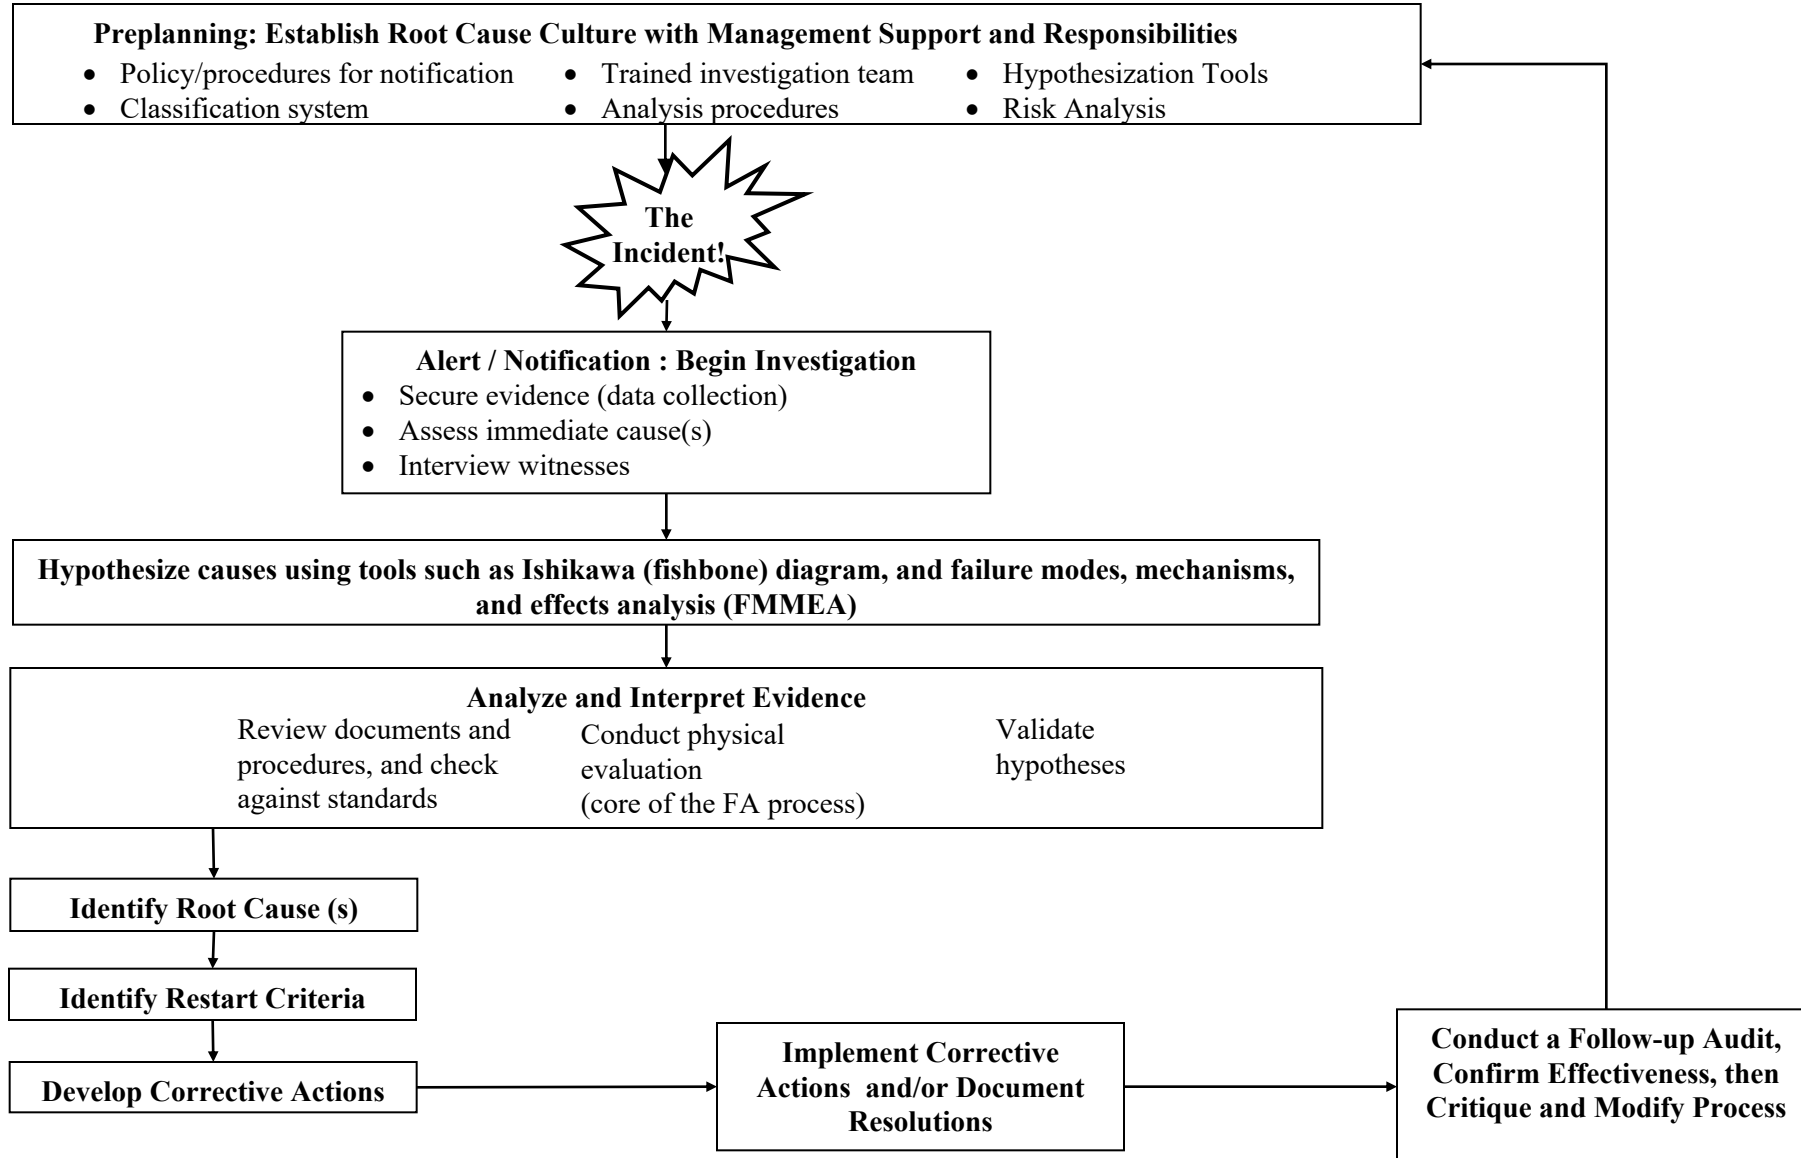 Preplanning: Establish Root Cause Culture with Management Support and Responsibilities
• Policy/procedures for notification
• Classification system
• Trained investigation team
• Analysis procedures
• Hypothesization Tools
• Risk Analysis
The
Incident!
Alert / Notification : Begin Investigation
• Secure evidence (data collection)
• Assess immediate cause(s)
• Interview witnesses
Hypothesize causes using tools such as Ishikawa (fishbone) diagram, and failure modes, mechanisms,
and effects analysis (FMMEA)
Analyze and Interpret Evidence
Review documents and
procedures, and check
against standards
Conduct physical
evaluation
(core of the FA process)
Validate
hypotheses
Identify Root Cause (s)
Identify Restart Criteria
Develop Corrective Actions
Implement Corrective
Actions and/or Document
Resolutions
Conduct a Follow-up Audit,
Confirm Effectiveness, then
Critique and Modify Process